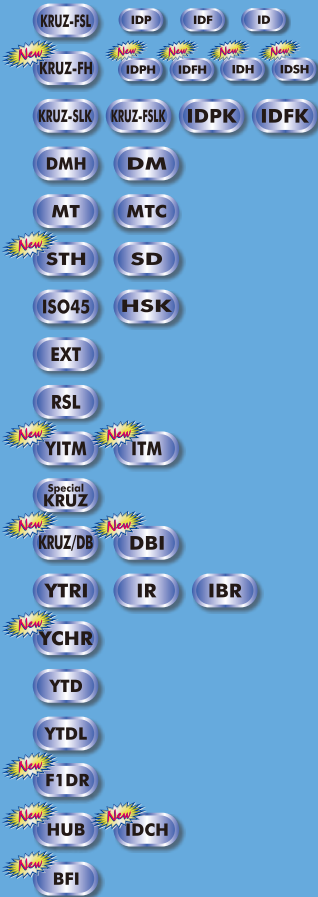 KRUZ-FSL IDP IDF ID
New New New New New
KRUZ-FH IDPH IDFH IDH IDSH
KRUZ-SLK KRUZ-FSLK IDPK IDFK
DMH DM
MT MTC
New
STH SD
ISO45 HSK
EXT
RSL
New New
YITM ITM
Special
KRUZ
New New
KRUZ/DB DBI
YTRI IR IBR
New
YCHR
YTD
YTDL
New
F1DR
New New
HUB IDCH
New
BFI